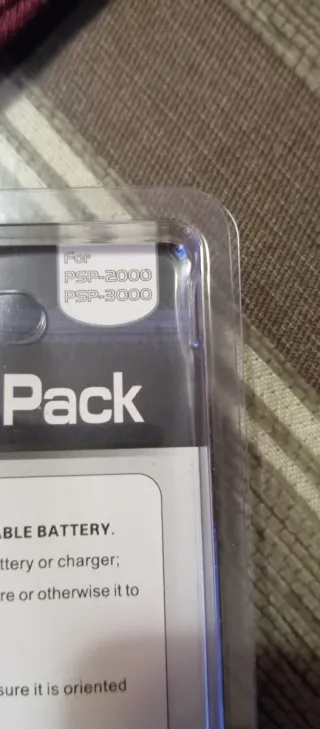 For
PSP-2000
PSP-3000
Pack
ABLE BATTERY.
ttery or charger;
re or otherwise it to
sure it is oriented